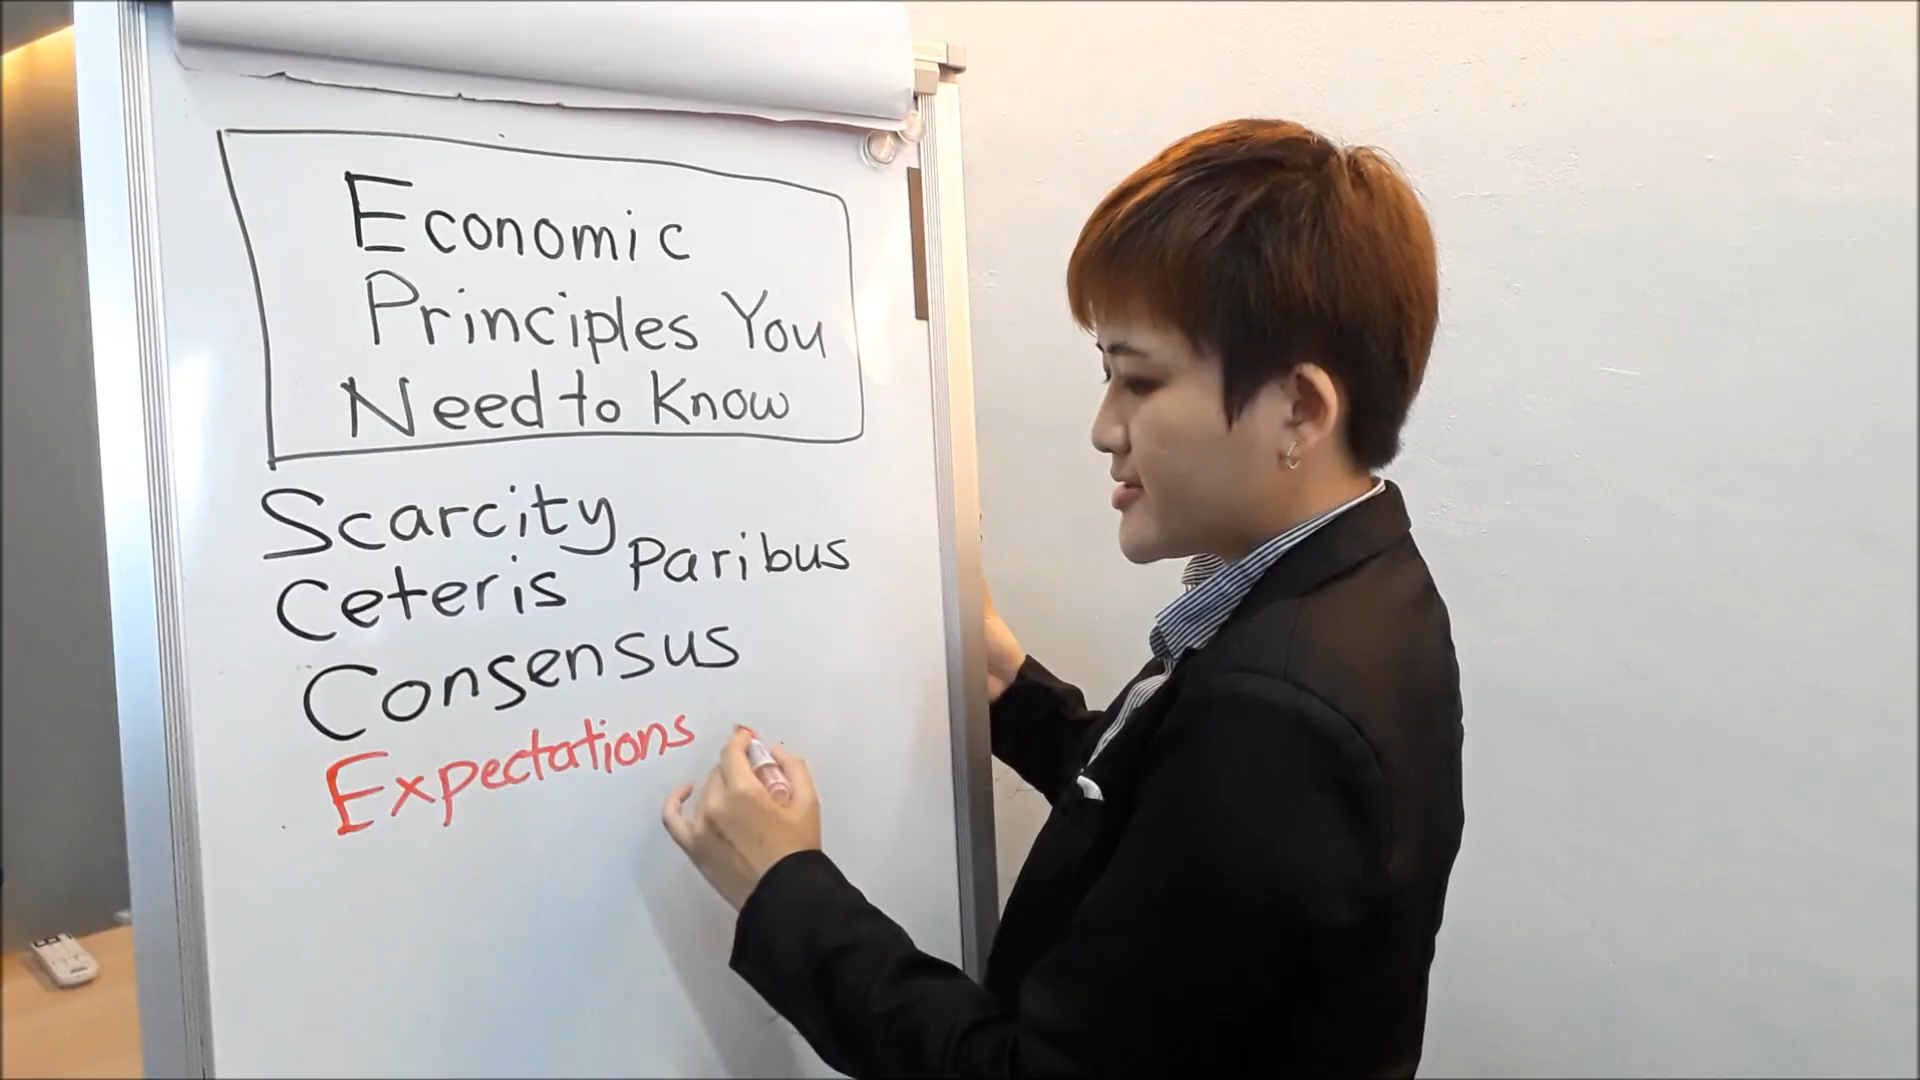 Economic
Principles You
Need to Know
Scarcity
Ceteris Paribus
Consensus
Expectations